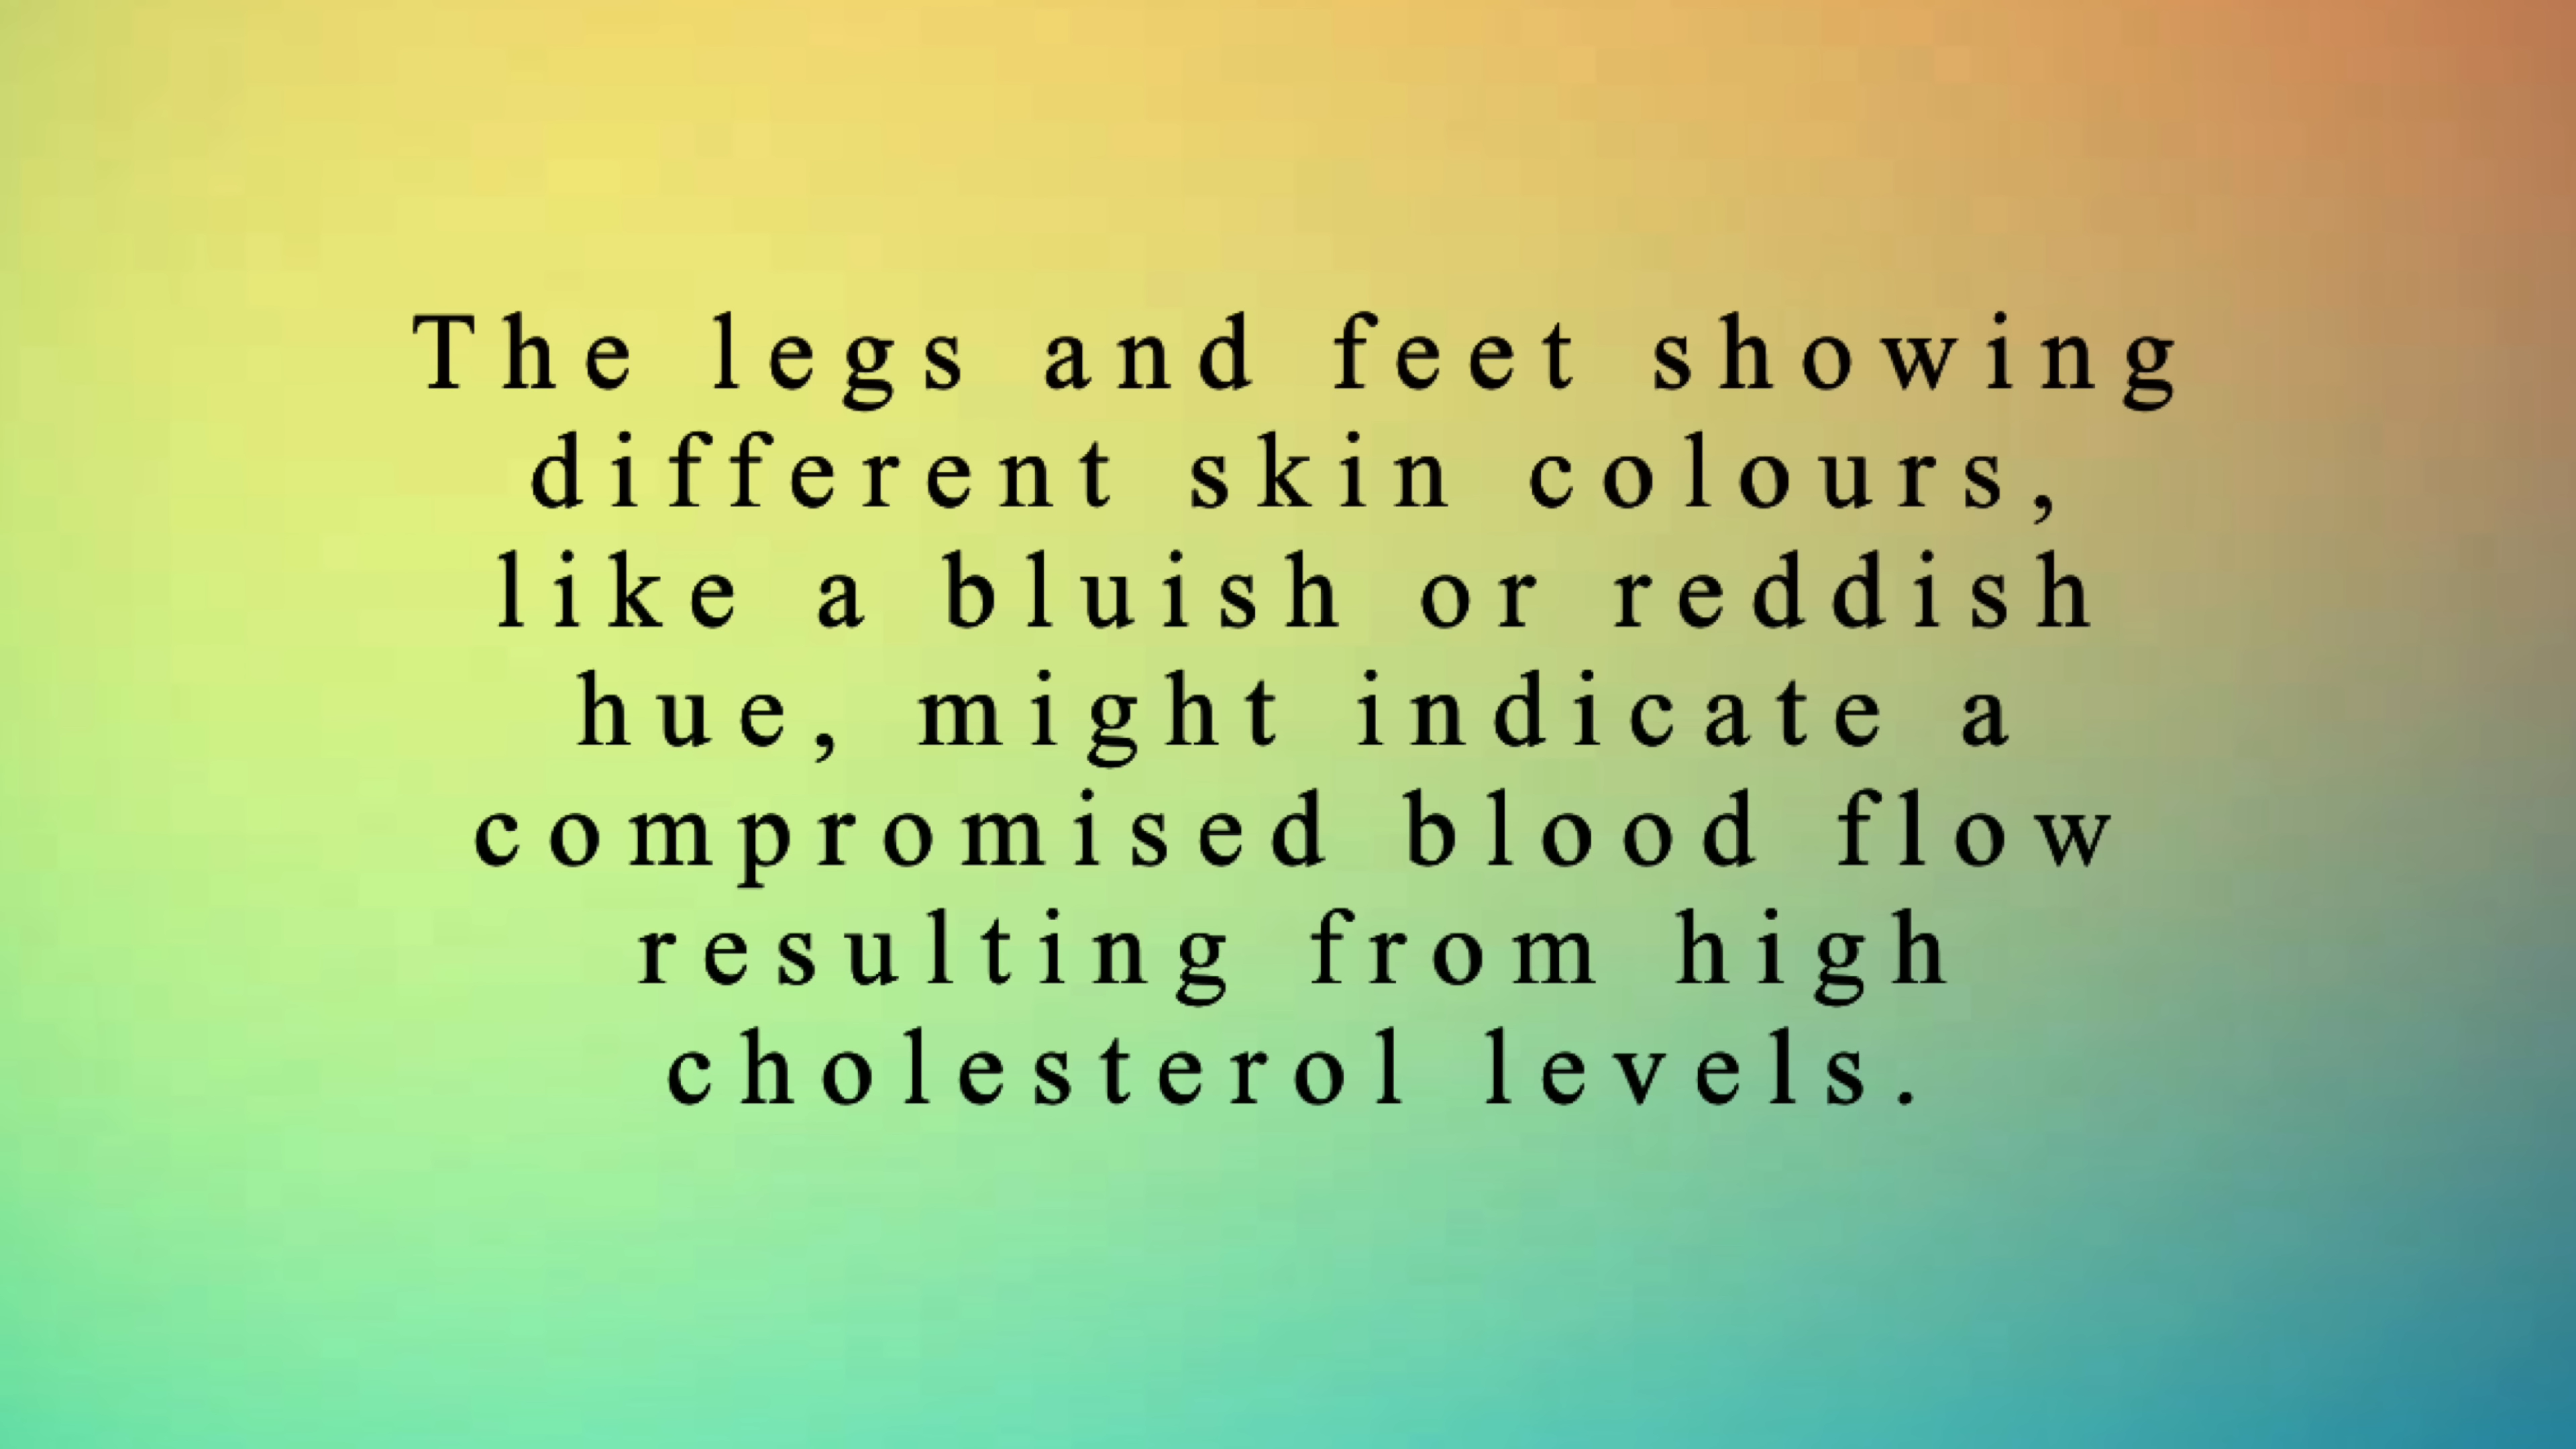 The legs and feet showing
different skin colours,
like a bluish or reddish
hue, might indicate a
compromised blood flow
resulting from high
cholesterol levels.